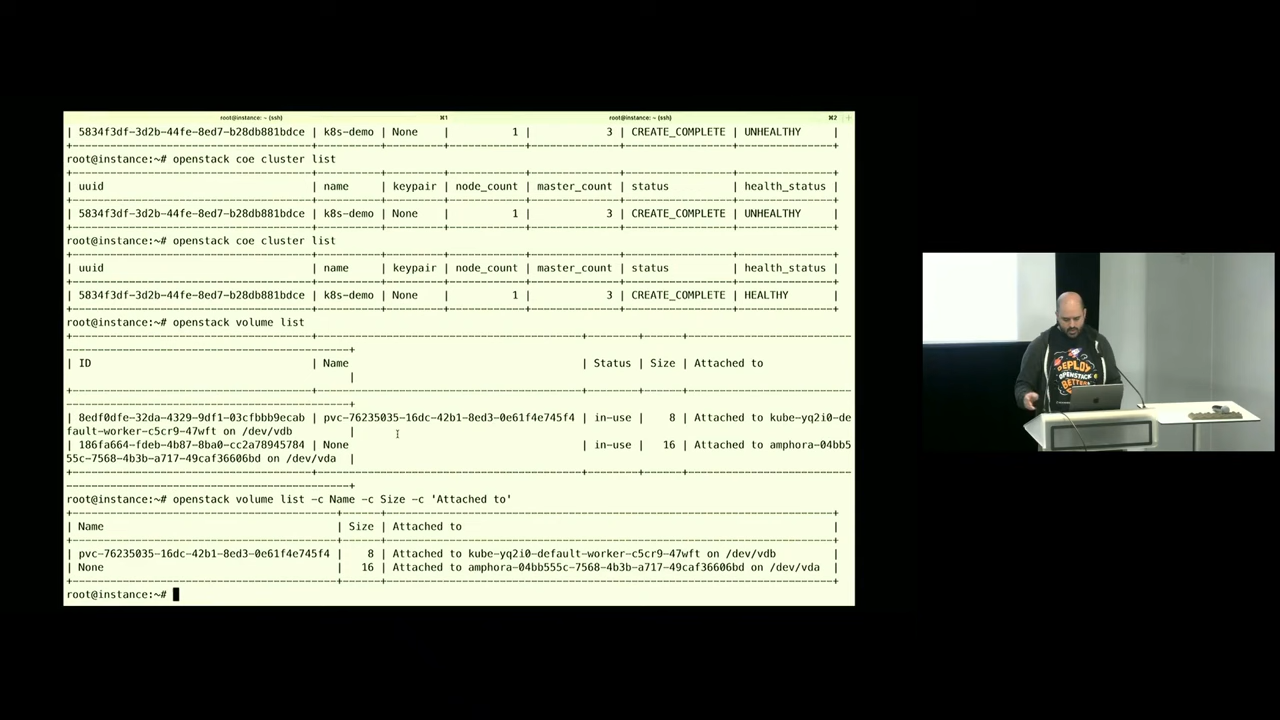 root@instance: ~ (ssh) ⌘1 root@instance: ~ (ssh) ⌘2 +
| 5834f3df-3d2b-44fe-8ed7-b28db881bdce | k8s-demo | None | 1 | 3 | CREATE_COMPLETE | UNHEALTHY |
root@instance:~# openstack coe cluster list
| uuid | name | keypair | node_count | master_count | status | health_status |
| 5834f3df-3d2b-44fe-8ed7-b28db881bdce | k8s-demo | None | 1 | 3 | CREATE_COMPLETE | UNHEALTHY |
root@instance:~# openstack coe cluster list
| uuid | name | keypair | node_count | master_count | status | health_status |
| 5834f3df-3d2b-44fe-8ed7-b28db881bdce | k8s-demo | None | 1 | 3 | CREATE_COMPLETE | HEALTHY |
root@instance:~# openstack volume list
| ID | Name | Status | Size | Attached to
|
| 8edf0dfe-32da-4329-9df1-03cfbbb9ecab | pvc-76235035-16dc-42b1-8ed3-0e61f4e745f4 | in-use | 8 | Attached to kube-yq2i0-de
fault-worker-c5cr9-47wft on /dev/vdb |
| 186fa664-fdeb-4b87-8ba0-cc2a78945784 | None | in-use | 16 | Attached to amphora-04bb5
55c-7568-4b3b-a717-49caf36606bd on /dev/vda |
root@instance:~# openstack volume list -c Name -c Size -c 'Attached to'
| Name | Size | Attached to |
| pvc-76235035-16dc-42b1-8ed3-0e61f4e745f4 | 8 | Attached to kube-yq2i0-default-worker-c5cr9-47wft on /dev/vdb |
| None | 16 | Attached to amphora-04bb555c-7568-4b3b-a717-49caf36606bd on /dev/vda |
root@instance:~#
DEPLOY
OPENSTACK
BETTER